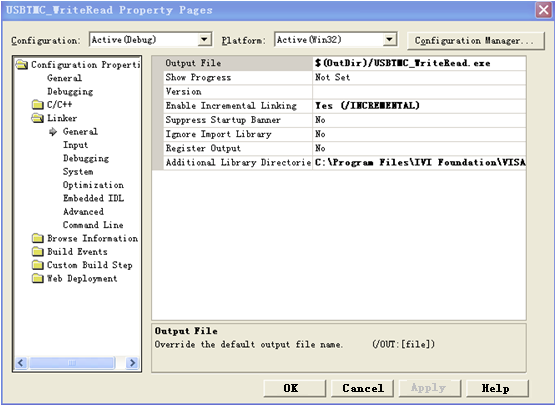 USBTMC_WriteRead Property Pages
Configuration: Active(Debug) Platform: Active(Win32) Configuration Manager...
Configuration Properti
General
Debugging
C/C++
Linker
General
Input
Debugging
System
Optimization
Embedded IDL
Advanced
Command Line
Browse Information
Build Events
Custom Build Step
Web Deployment
Output File $(OutDir)/USBTMC_WriteRead.exe
Show Progress Not Set
Version
Enable Incremental Linking Yes (/INCREMENTAL)
Suppress Startup Banner No
Ignore Import Library No
Register Output No
Additional Library Directorie C:\Program Files\IVI Foundation\VISA
Output File
Override the default output file name. (/OUT:[file])
OK Cancel Apply Help